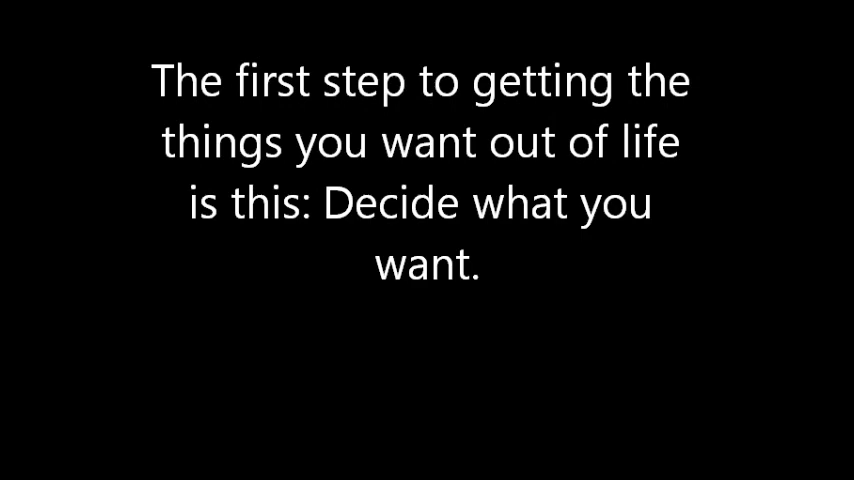 The first step to getting the
things you want out of life
is this: Decide what you
want.